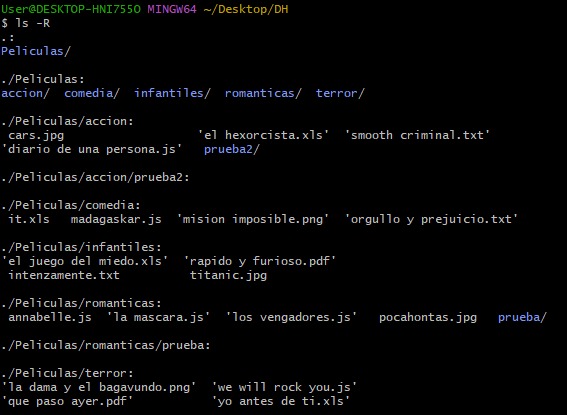 User@DESKTOP-HNI7550 MINGW64 ~/Desktop/DH
$ ls -R
.:
Peliculas/
./Peliculas:
accion/  comedia/  infantiles/  romanticas/  terror/
./Peliculas/accion:
cars.jpg  'el hexorcista.xls'  'smooth criminal.txt'
'diario de una persona.js'  prueba2/
./Peliculas/accion/prueba2:
./Peliculas/comedia:
it.xls  madagaskar.js  'mision imposible.png'  'orgullo y prejuicio.txt'
./Peliculas/infantiles:
'el juego del miedo.xls'  'rapido y furioso.pdf'
intenzamente.txt  titanic.jpg
./Peliculas/romanticas:
annabelle.js  'la mascara.js'  'los vengadores.js'  pocahontas.jpg  prueba/
./Peliculas/romanticas/prueba:
./Peliculas/terror:
'la dama y el bagavundo.png'  'we will rock you.js'
'que paso ayer.pdf'  'yo antes de ti.xls'